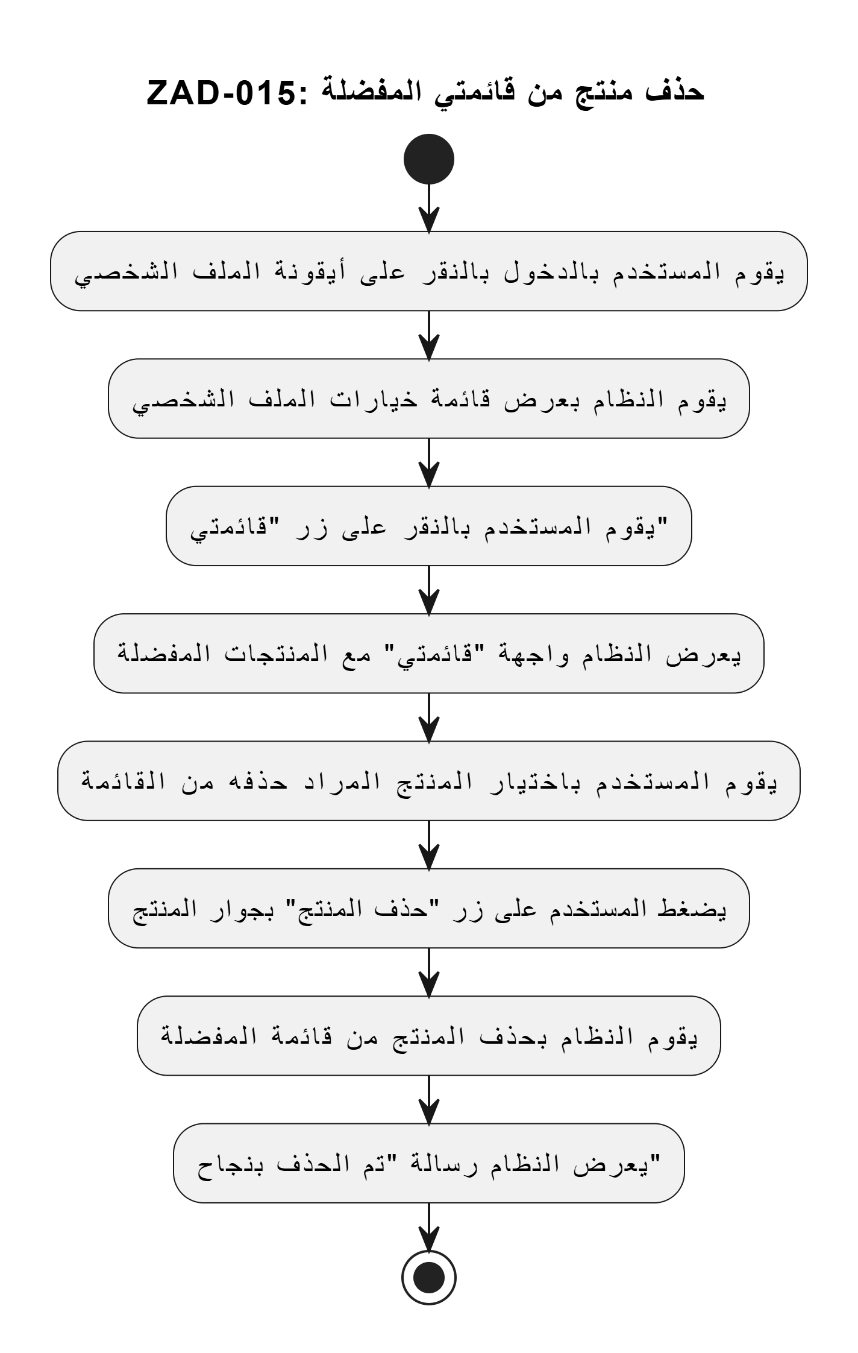 ZAD-015: حذف منتج من قائمتي المفضلة
يقوم المستخدم بالدخول بالنقر على أيقونة الملف الشخصي
يقوم النظام بعرض قائمة خيارات الملف الشخصي
يقوم المستخدم بالنقر على زر "قائمتي"
يعرض النظام واجهة "قائمتي" مع المنتجات المفضلة
يقوم المستخدم باختيار المنتج المراد حذفه من القائمة
يضغط المستخدم على زر "حذف المنتج" بجوار المنتج
يقوم النظام بحذف المنتج من قائمة المفضلة
يعرض النظام رسالة "تم الحذف بنجاح"